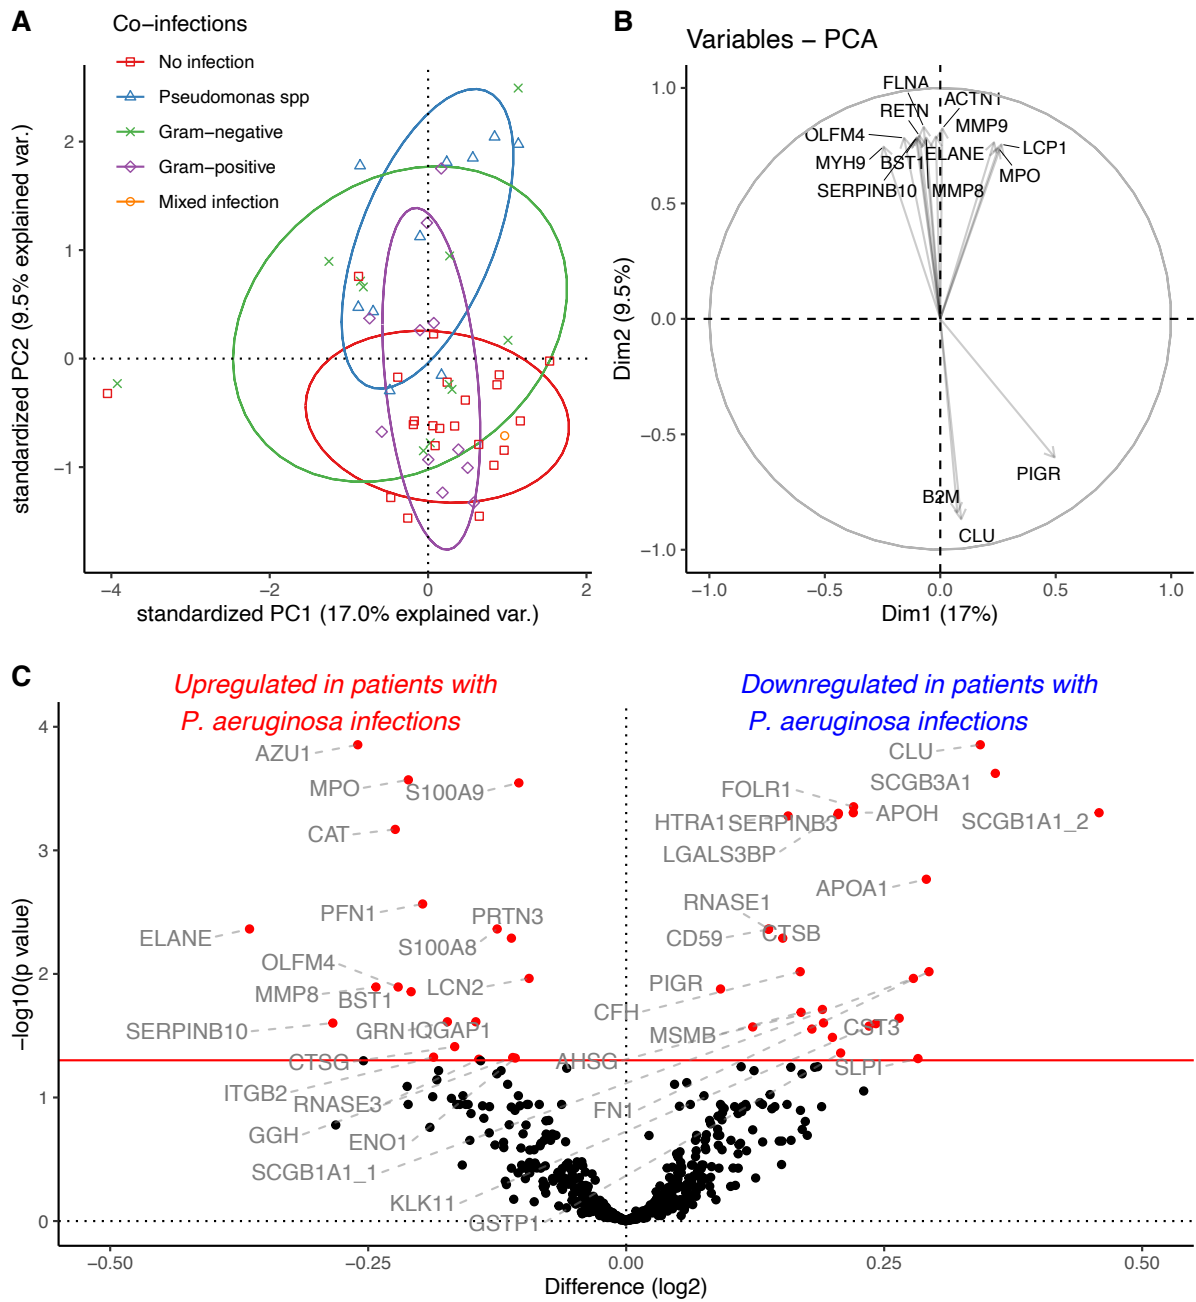 A
Co−infections
No infection
Pseudomonas spp
Gram−negative
Gram−positive
Mixed infection
standardized PC2 (9.5% explained var.)
2
1
0
−1
−4
−2
0
2
standardized PC1 (17.0% explained var.)
B
Variables − PCA
Dim2 (9.5%)
1.0
0.5
0.0
−0.5
−1.0
FLNA
RETN
ACTN1
OLFM4
MMP9
MYH9
BST1
ELANE
LCP1
MPO
SERPINB10
MMP8
PIGR
B2M
CLU
−1.0
−0.5
0.0
0.5
1.0
Dim1 (17%)
C
Upregulated in patients with
P. aeruginosa infections
Downregulated in patients with
P. aeruginosa infections
−log10(p value)
4
3
2
1
0
AZU1
MPO
S100A9
CAT
PFN1
PRTN3
ELANE
S100A8
OLFM4
MMP8
BST1
LCN2
SERPINB10
GRN
IQGAP1
CTSG
ITGB2
RNASE3
GGH
ENO1
SCGB1A1_1
KLK11
GSTP1
CLU
SCGB3A1
FOLR1
APOH
HTRA1
SERPINB3
SCGB1A1_2
LGALS3BP
APOA1
RNASE1
CD59
CTSB
PIGR
CFH
MSMB
CST3
AHSG
SLPI
FN1
−0.50
−0.25
0.00
0.25
0.50
Difference (log2)